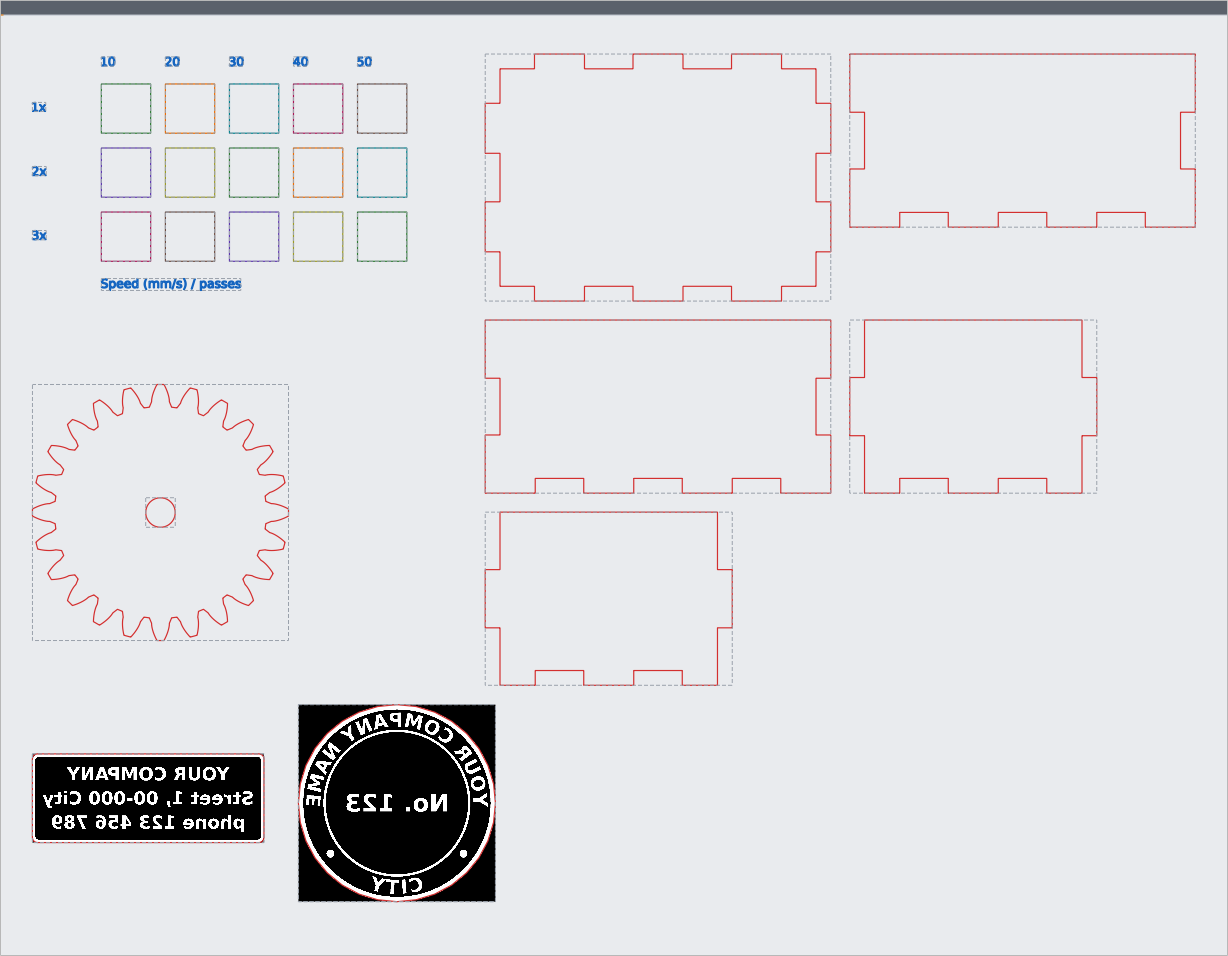 10 20 30 40 50
1x
2x
3x
Speed (mm/s) / passes
YOUR COMPANY
Street 1, 00-000 City
phone 123 456 789
YOUR COMPANY NAME
No. 123
CITY